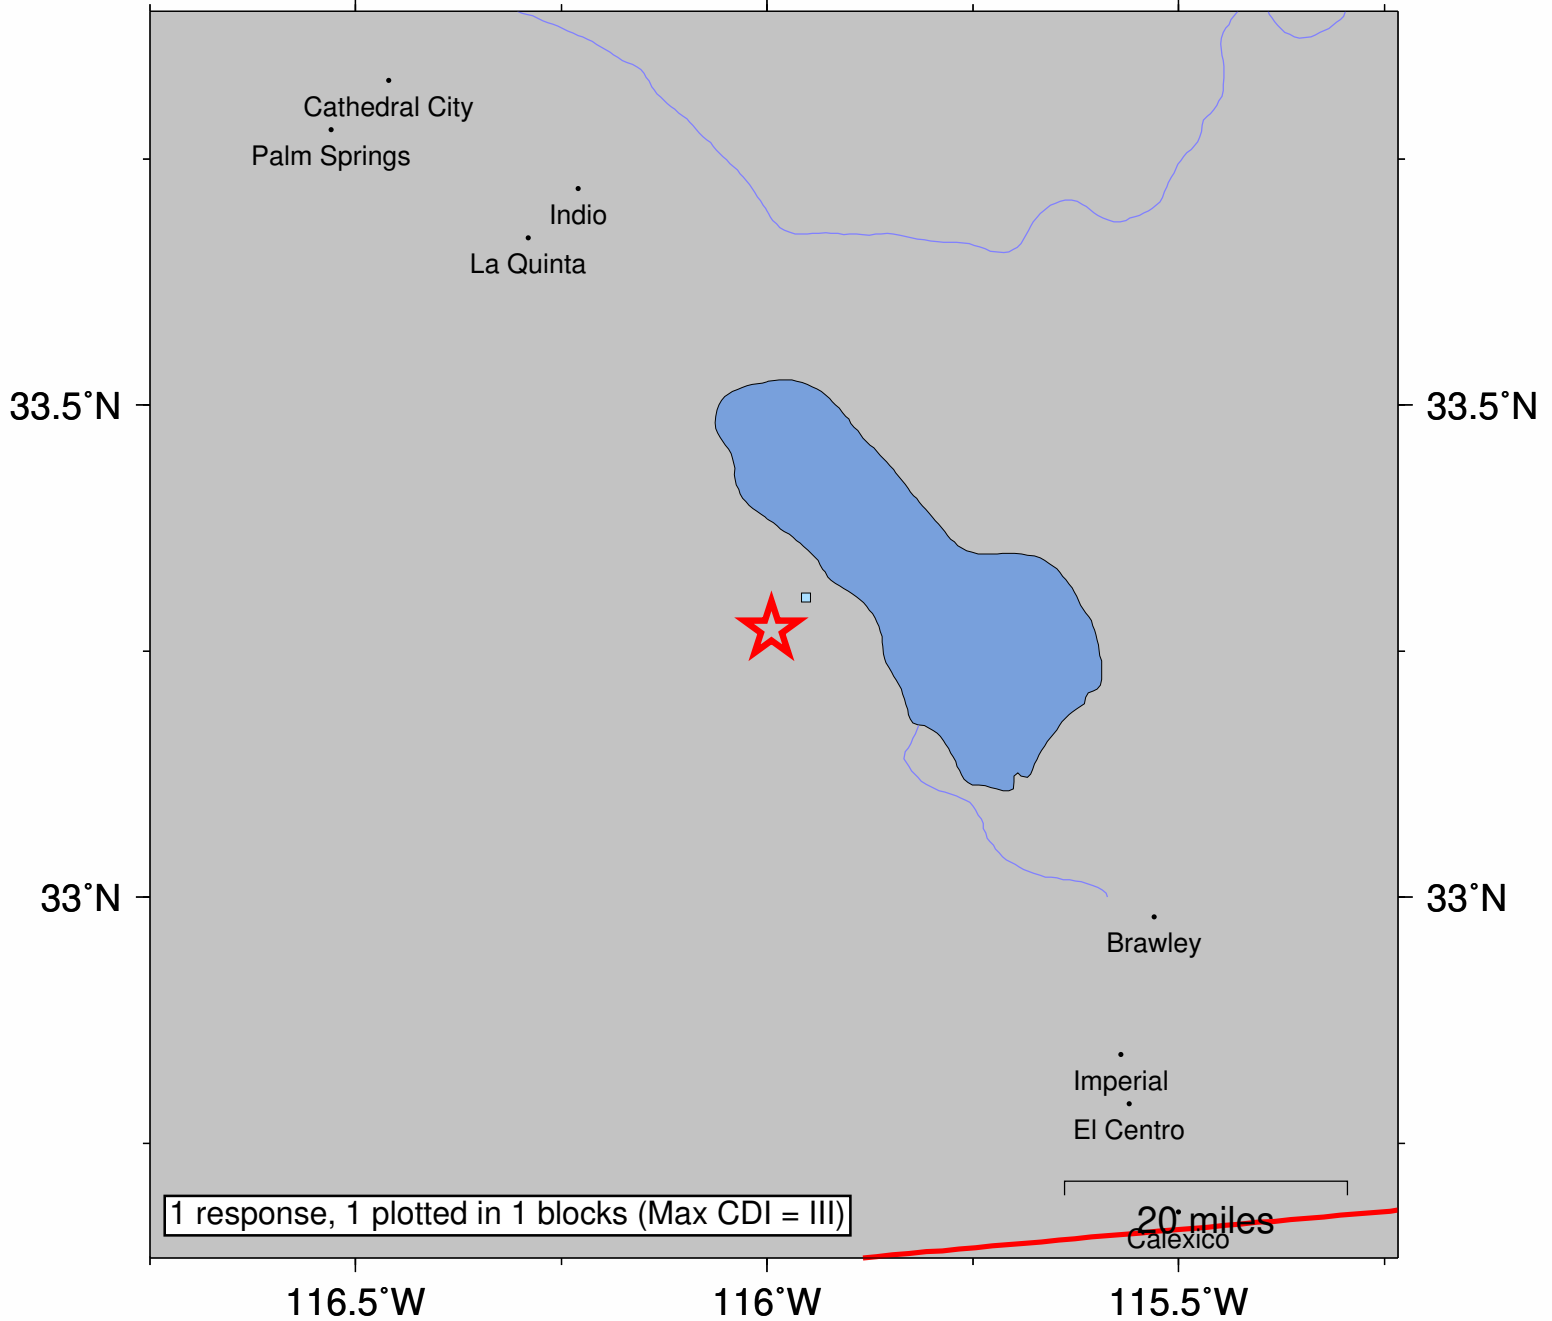 Cathedral City
Palm Springs
Indio
La Quinta
33.5˚N
33.5˚N
33˚N
33˚N
Brawley
Imperial
El Centro
1 response, 1 plotted in 1 blocks (Max CDI = III)
20 miles
Calexico
116.5˚W
116˚W
115.5˚W